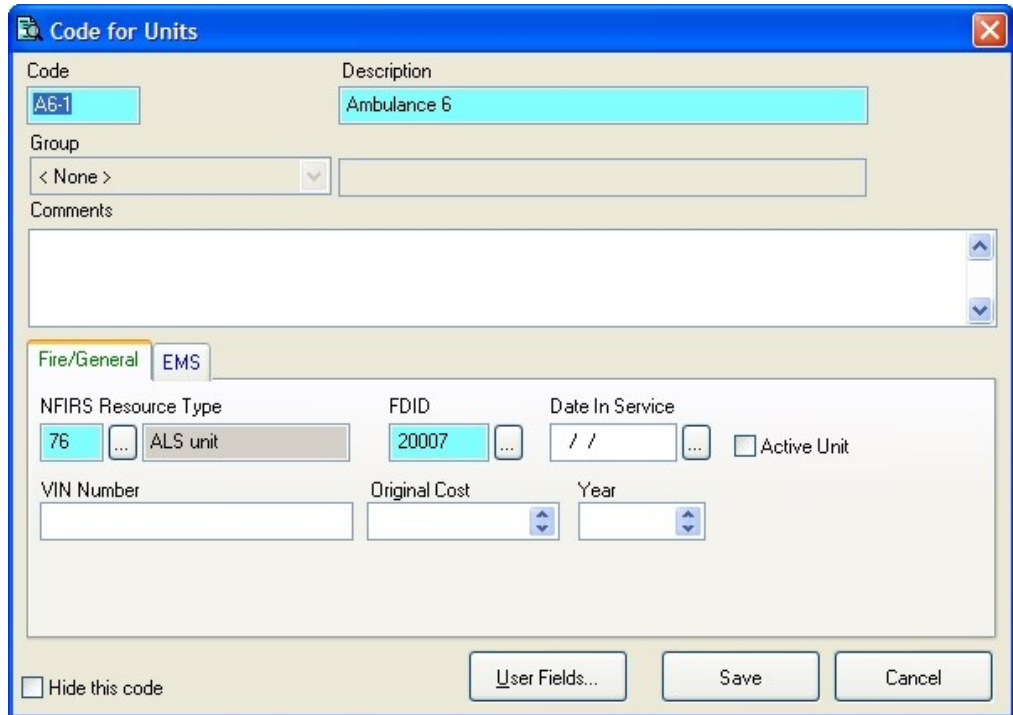 Code for Units
Code Description
A6-1 Ambulance 6
Group
< None >
Comments
Fire/General EMS
NFIRS Resource Type FDID Date In Service
76 ... ALS unit 20007 ... / / ... Active Unit
VIN Number Original Cost Year
Hide this code User Fields... Save Cancel